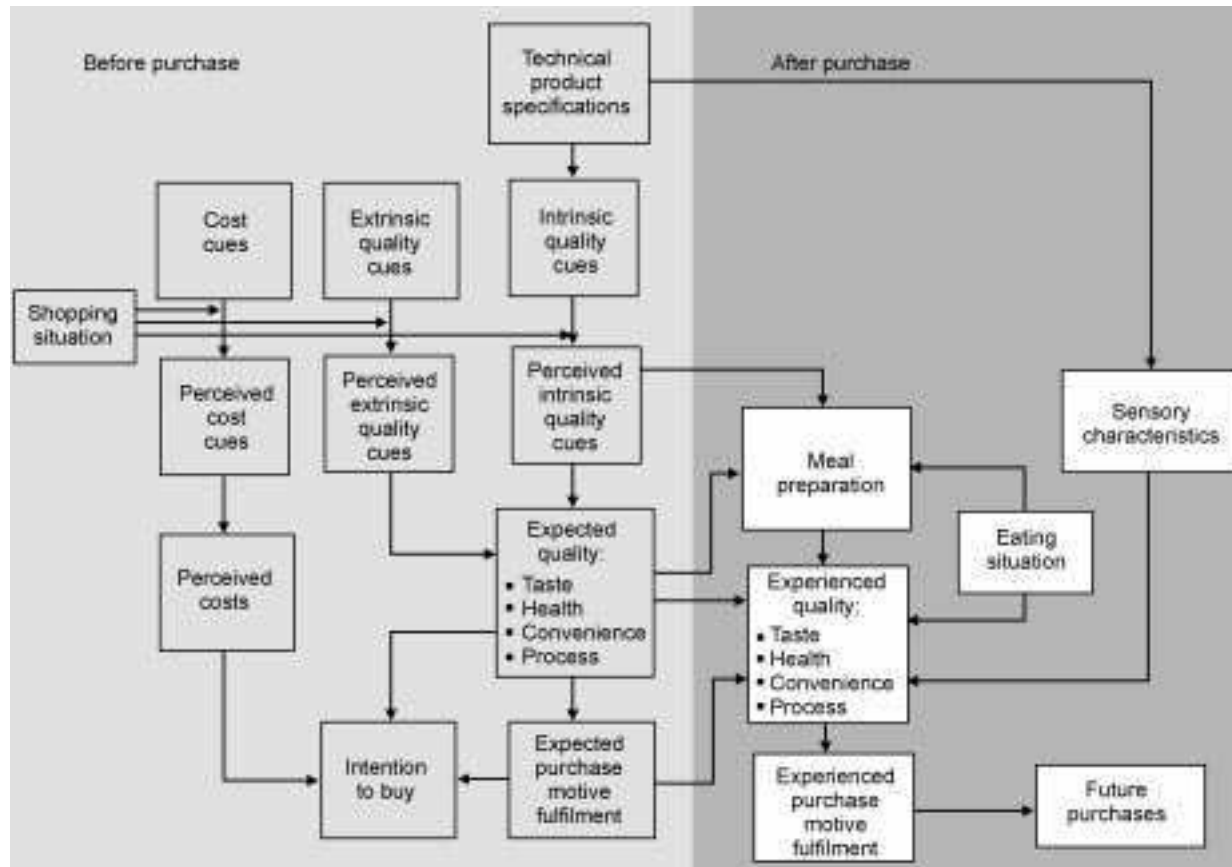 Before purchase
Technical
product
specifications
After purchase
Cost
cues
Extrinsic
quality
cues
Intrinsic
quality
cues
Shopping
situation
Perceived
cost
cues
Perceived
extrinsic
quality
cues
Perceived
intrinsic
quality
cues
Meal
preparation
Sensory
characteristics
Perceived
costs
Expected
quality:
▪ Taste
▪ Health
▪ Convenience
▪ Process
Eating
situation
Experienced
quality:
▪ Taste
▪ Health
▪ Convenience
▪ Process
Intention
to buy
Expected
purchase
motive
fulfilment
Experienced
purchase
motive
fulfilment
Future
purchases